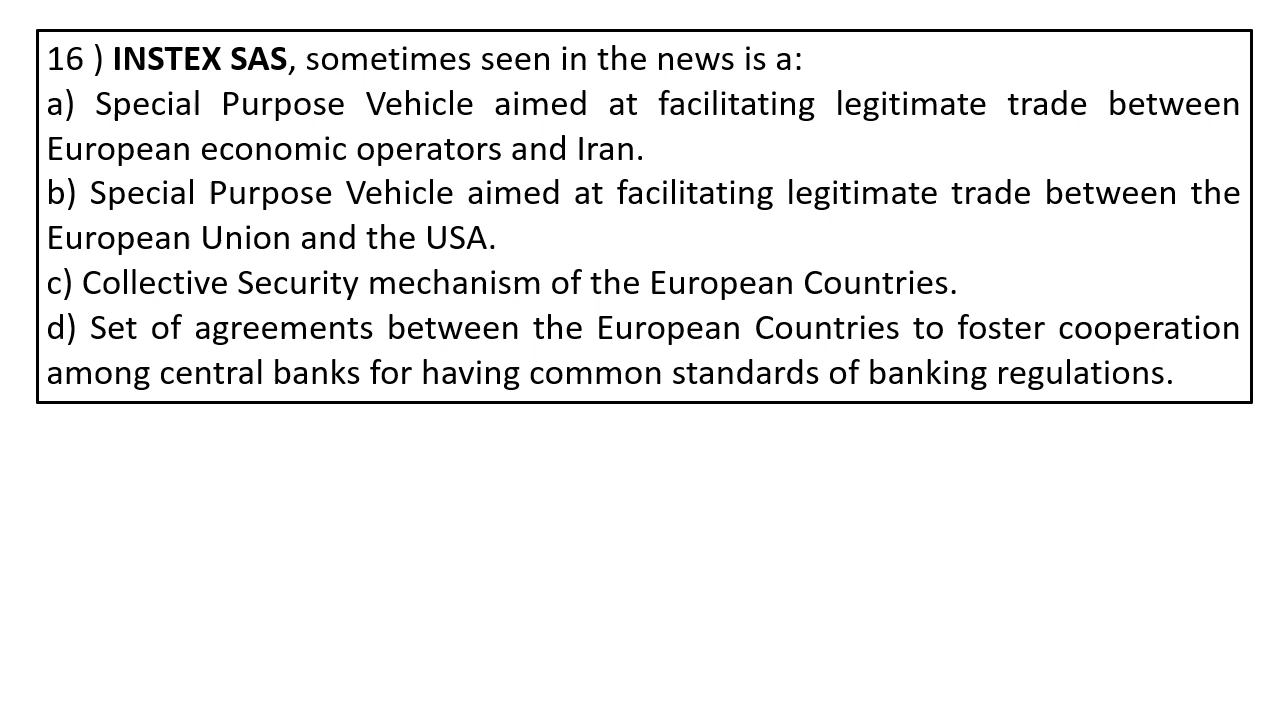 16 ) INSTEX SAS, sometimes seen in the news is a:
a) Special Purpose Vehicle aimed at facilitating legitimate trade between
European economic operators and Iran.
b) Special Purpose Vehicle aimed at facilitating legitimate trade between the
European Union and the USA.
c) Collective Security mechanism of the European Countries.
d) Set of agreements between the European Countries to foster cooperation
among central banks for having common standards of banking regulations.